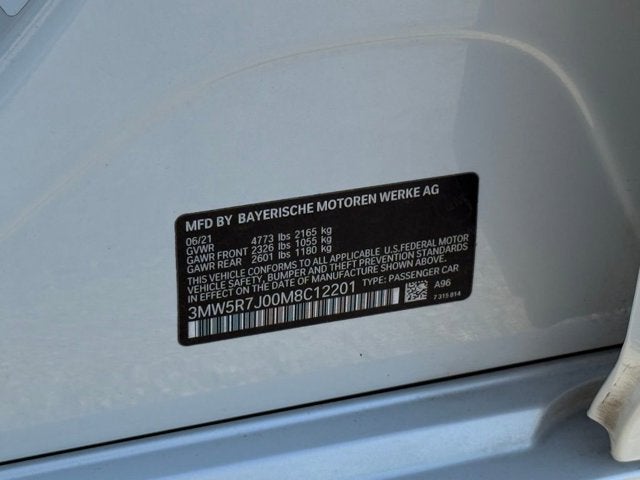 MFD BY BAYERISCHE MOTOREN WERKE AG
06/21
GVWR 4773 lbs 2165 kg
GAWR FRONT 2326 lbs 1055 kg
GAWR REAR 2601 lbs 1180 kg
THIS VEHICLE CONFORMS TO ALL APPLICABLE U.S.FEDERAL MOTOR
VEHICLE SAFETY, BUMPER, AND THEFT PREVENTION STANDARDS
IN EFFECT ON THE DATE OF MANUFACTURE SHOWN ABOVE.
3MW5R7J00M8C12201 TYPE: PASSENGER CAR
A96
7 315 814